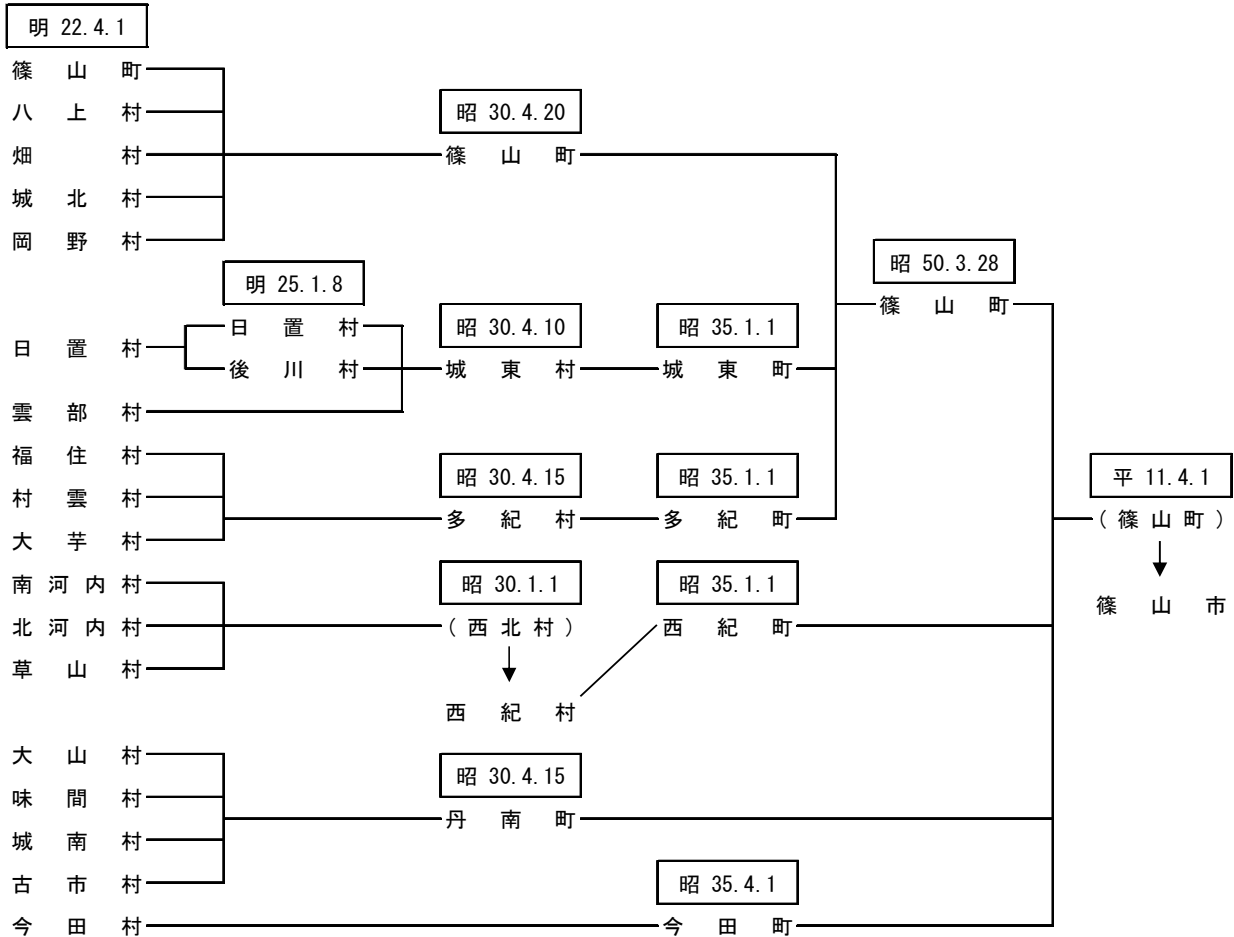 明 22.4.1
篠山町
八上村
昭 30.4.20
畑村
篠山町
城北村
岡野村
昭 50.3.28
明 25.1.8
篠山町
日置村
昭 30.4.10
昭 35.1.1
日置村
後川村
城東村
城東町
雲部村
福住村
昭 30.4.15
昭 35.1.1
平 11.4.1
村雲村
多紀村
多紀町
(篠山町)
大芋村
南河内村
昭 30.1.1
昭 35.1.1
篠山市
北河内村
(西北村)
西紀町
草山村
西紀村
大山村
昭 30.4.15
味間村
丹南町
城南村
古市村
昭 35.4.1
今田村
今田町